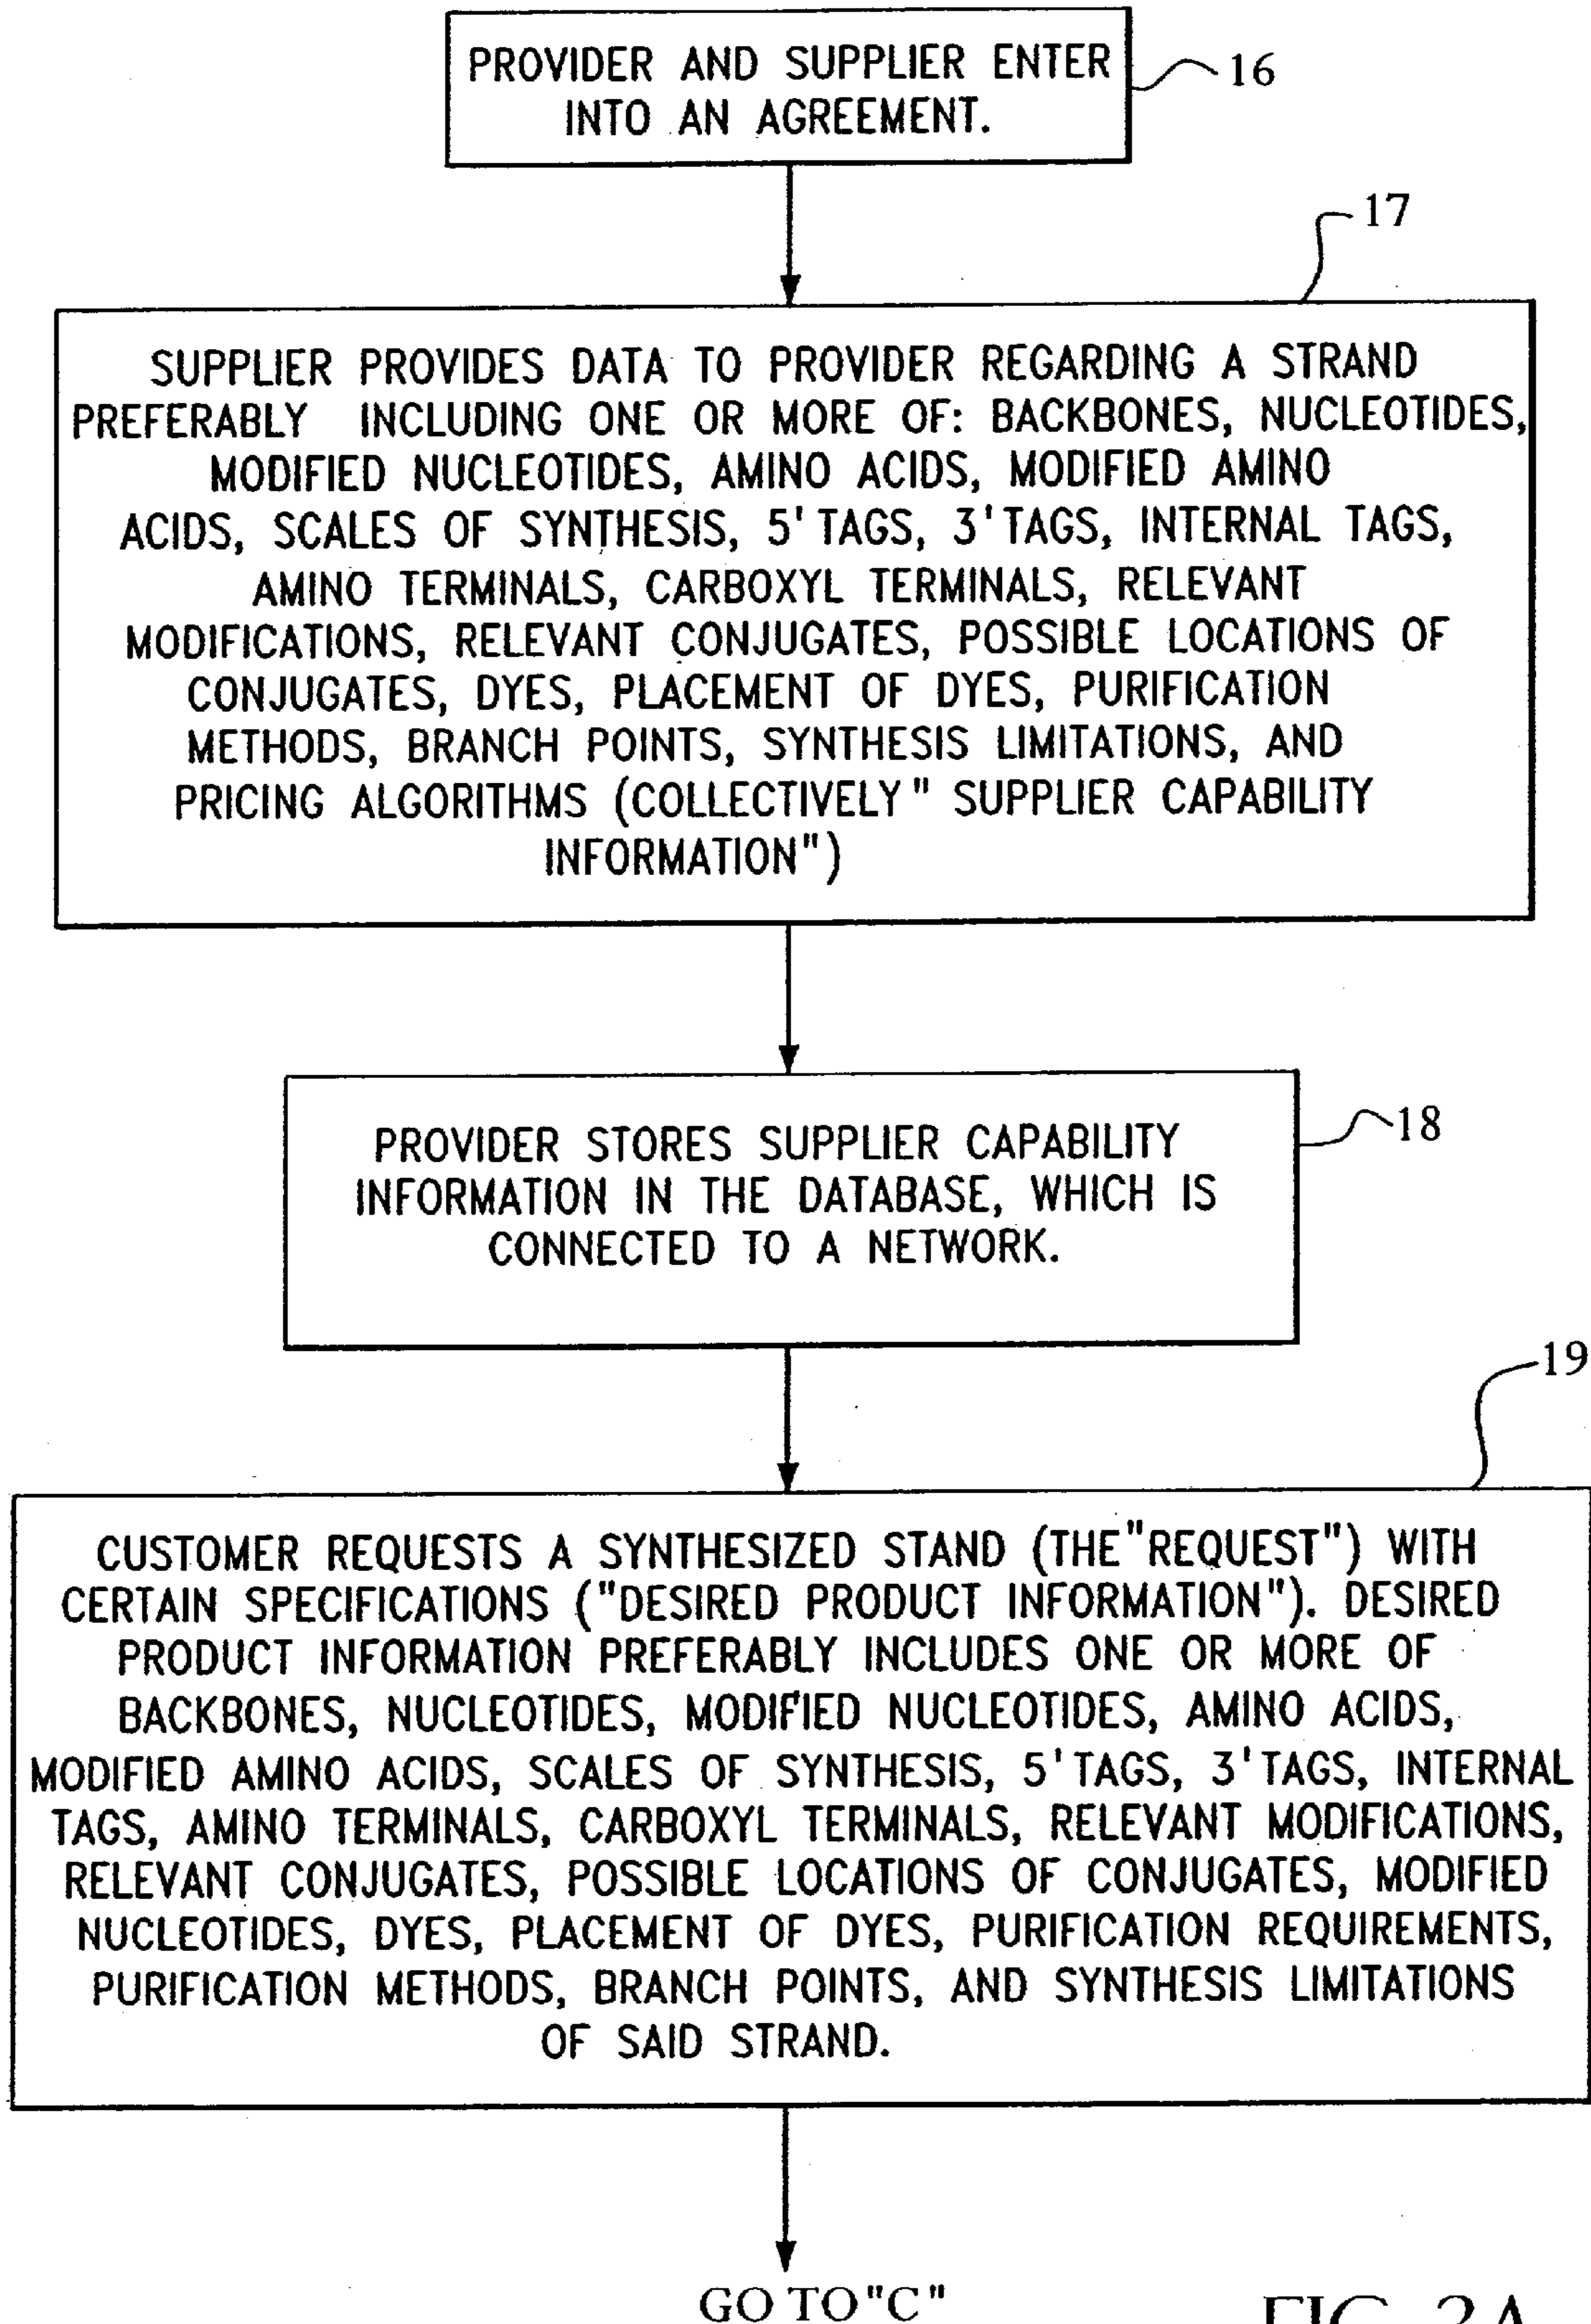 PROVIDER AND SUPPLIER ENTER
INTO AN AGREEMENT.
16
17
SUPPLIER PROVIDES DATA TO PROVIDER REGARDING A STRAND
PREFERABLY INCLUDING ONE OR MORE OF: BACKBONES, NUCLEOTIDES,
MODIFIED NUCLEOTIDES, AMINO ACIDS, MODIFIED AMINO
ACIDS, SCALES OF SYNTHESIS, 5' TAGS, 3' TAGS, INTERNAL TAGS,
AMINO TERMINALS, CARBOXYL TERMINALS, RELEVANT
MODIFICATIONS, RELEVANT CONJUGATES, POSSIBLE LOCATIONS OF
CONJUGATES, DYES, PLACEMENT OF DYES, PURIFICATION
METHODS, BRANCH POINTS, SYNTHESIS LIMITATIONS, AND
PRICING ALGORITHMS (COLLECTIVELY" SUPPLIER CAPABILITY
INFORMATION")
PROVIDER STORES SUPPLIER CAPABILITY
INFORMATION IN THE DATABASE, WHICH IS
CONNECTED TO A NETWORK.
18
19
CUSTOMER REQUESTS A SYNTHESIZED STAND (THE"REQUEST") WITH
CERTAIN SPECIFICATIONS ("DESIRED PRODUCT INFORMATION"). DESIRED
PRODUCT INFORMATION PREFERABLY INCLUDES ONE OR MORE OF
BACKBONES, NUCLEOTIDES, MODIFIED NUCLEOTIDES, AMINO ACIDS,
MODIFIED AMINO ACIDS, SCALES OF SYNTHESIS, 5' TAGS, 3' TAGS, INTERNAL
TAGS, AMINO TERMINALS, CARBOXYL TERMINALS, RELEVANT MODIFICATIONS,
RELEVANT CONJUGATES, POSSIBLE LOCATIONS OF CONJUGATES, MODIFIED
NUCLEOTIDES, DYES, PLACEMENT OF DYES, PURIFICATION REQUIREMENTS,
PURIFICATION METHODS, BRANCH POINTS, AND SYNTHESIS LIMITATIONS
OF SAID STRAND.
GO TO "C"
FIG. 2A